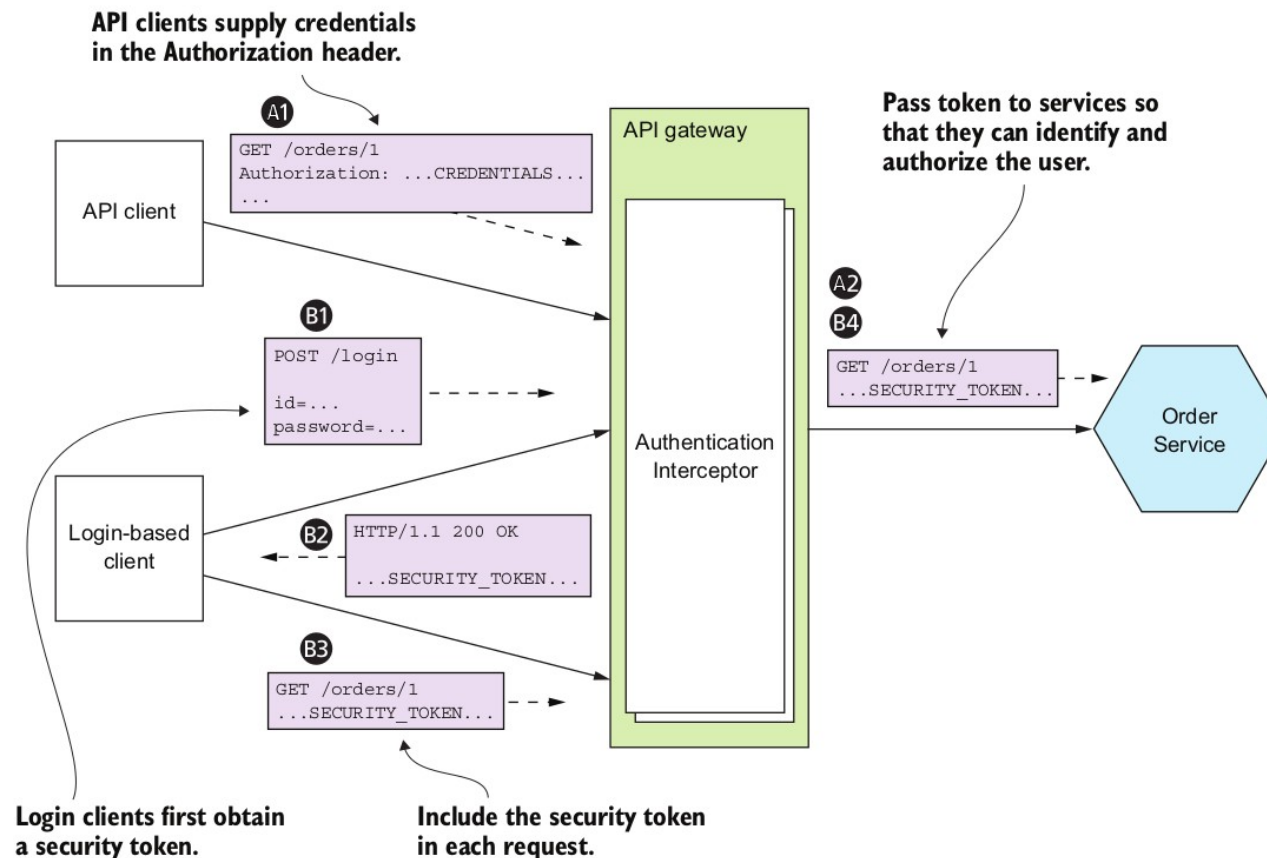 API clients supply credentials
in the Authorization header.
A1
GET /orders/1
Authorization: ...CREDENTIALS...
...
API client
API gateway
Pass token to services so
that they can identify and
authorize the user.
B1
POST /login
id=...
password=...
A2
B4
GET /orders/1
...SECURITY_TOKEN...
Authentication
Interceptor
Order
Service
Login-based
client
B2
HTTP/1.1 200 OK
...SECURITY_TOKEN...
B3
GET /orders/1
...SECURITY_TOKEN...
Login clients first obtain
a security token.
Include the security token
in each request.